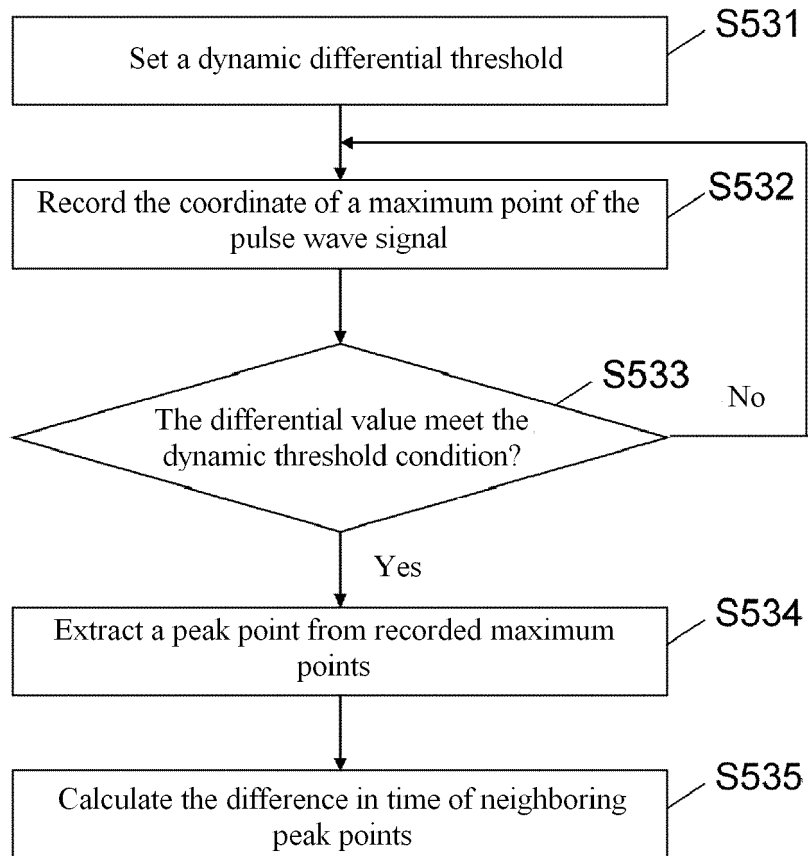 S531
Set a dynamic differential threshold
S532
Record the coordinate of a maximum point of the
pulse wave signal
S533
No
The differential value meet the
dynamic threshold condition?
Yes
S534
Extract a peak point from recorded maximum
points
S535
Calculate the difference in time of neighboring
peak points